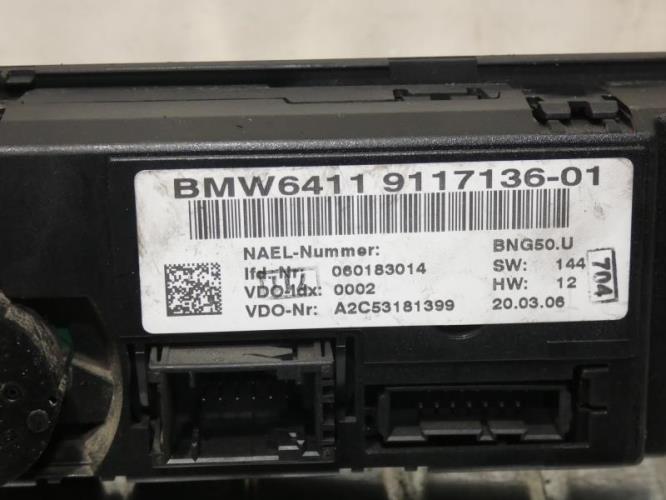 BMW6411 9117136-01
NAEL-Nummer: BNG50.U
lfd-Nr: 060183014 SW: 144
VDO-Idx: 0002 HW: 12
VDO-Nr: A2C53181399 20.03.06
704